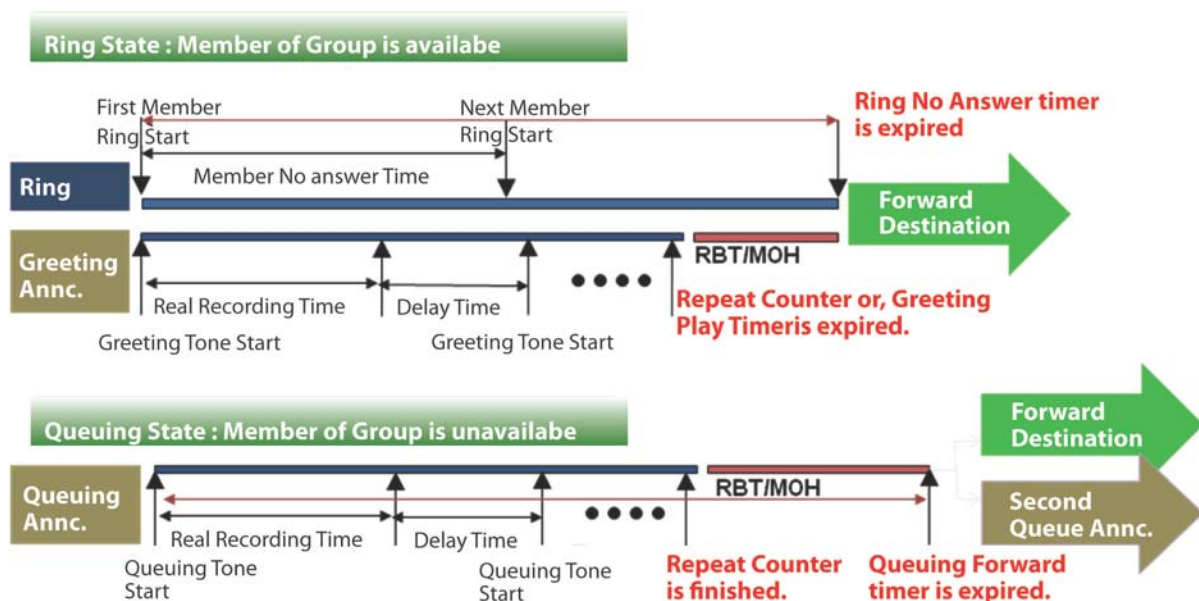 Ring State : Member of Group is availabe
First Member
Ring Start
Next Member
Ring Start
Ring No Answer timer
is expired
Member No answer Time
Ring
Forward
Destination
Greeting
Annc.
RBT/MOH
Real Recording Time
Delay Time
Greeting Tone Start
Greeting Tone Start
Repeat Counter or, Greeting
Play Timeris expired.
Queuing State : Member of Group is unavailabe
Forward
Destination
Queuing
Annc.
RBT/MOH
Second
Queue Annc.
Real Recording Time
Delay Time
Queuing Tone
Start
Queuing Tone
Start
Repeat Counter
is finished.
Queuing Forward
timer is expired.